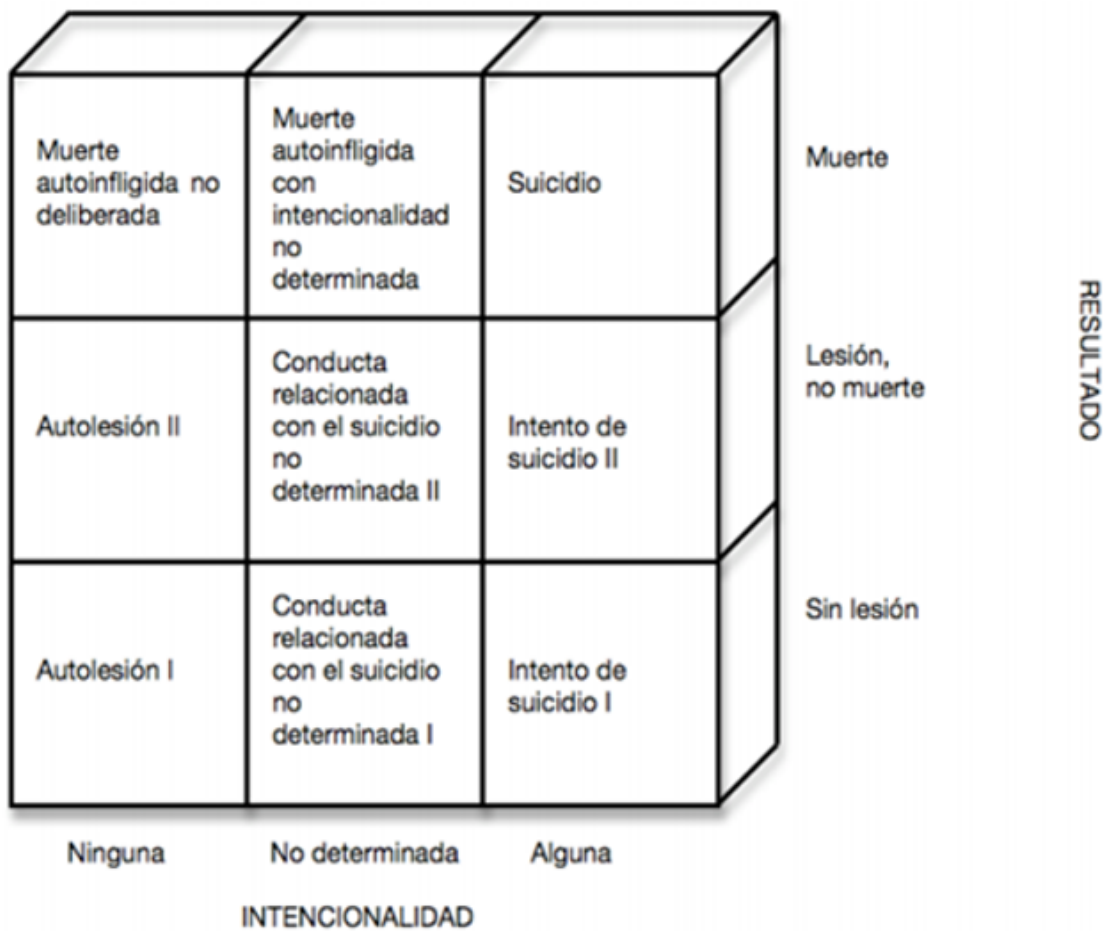 Muerte
autoinfligida no
deliberada
Muerte
autoinfligida
con
intencionalidad
no
determinada
Suicidio
Muerte
Autolesión II
Conducta
relacionada
con el suicidio
no
determinada II
Intento de
suicidio II
Lesión,
no muerte
Autolesión I
Conducta
relacionada
con el suicidio
no
determinada I
Intento de
suicidio I
Sin lesión
RESULTADO
Ninguna
No determinada
Alguna
INTENCIONALIDAD